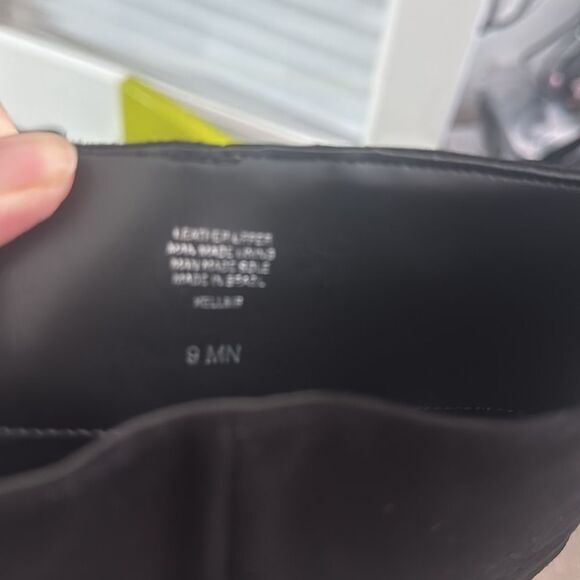 LEATHER UPPER
MAN MADE LINING
MAN MADE SOLE
MADE IN BRAZIL
9 MN